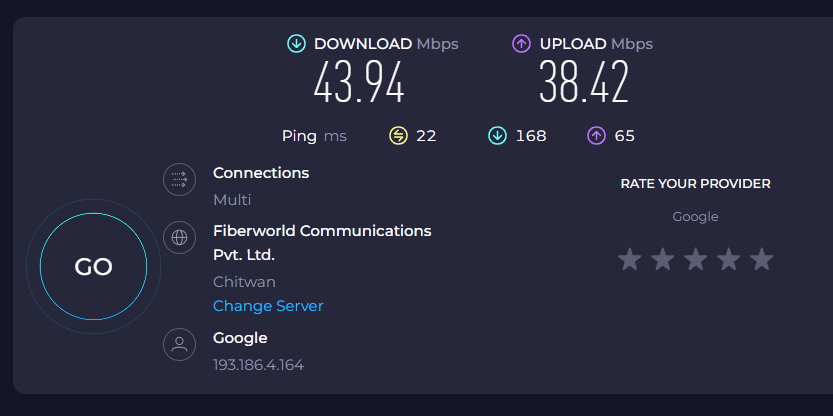 DOWNLOAD Mbps
43.94
UPLOAD Mbps
38.42
Ping ms 22 168 65
Connections
Multi
Fiberworld Communications
Pvt. Ltd.
Chitwan
Change Server
Google
193.186.4.164
GO
RATE YOUR PROVIDER
Google